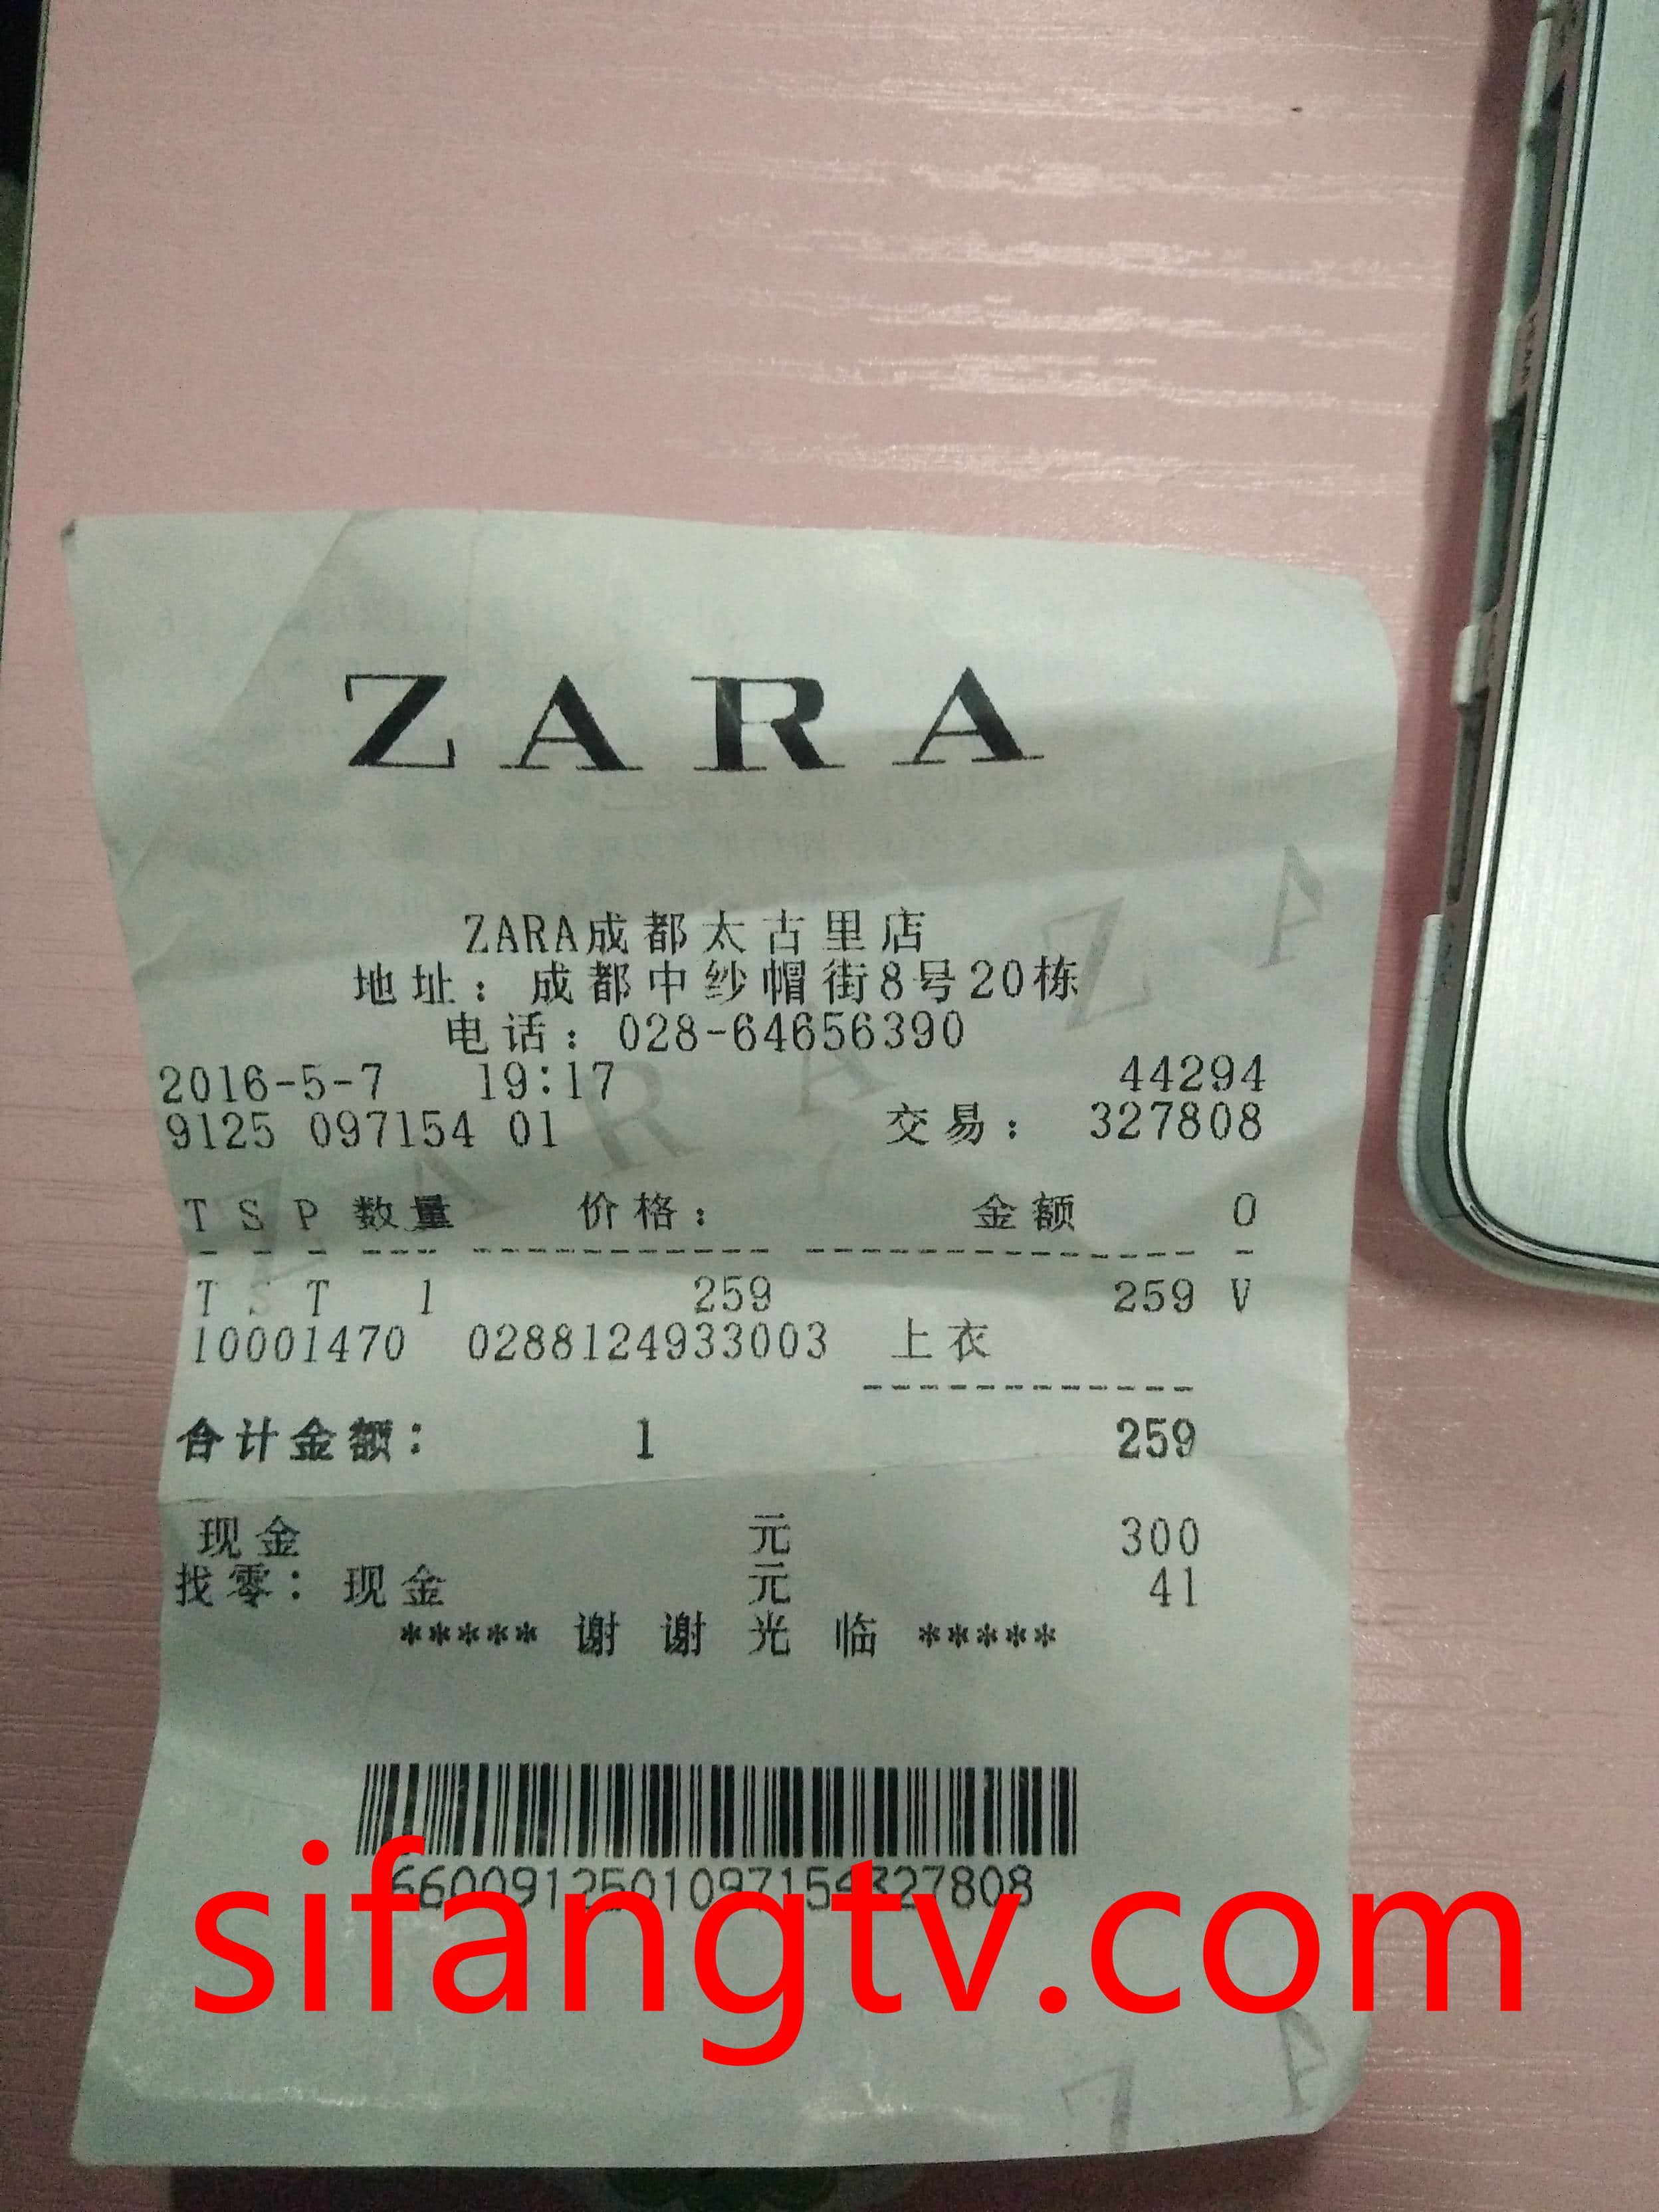 ZARA
ZARA成都太古里店
地址：成都中纱帽街8号20栋
电话：028-64656390
2016-5-7 19:17 44294
9125 097154 01 交易： 327808
T S P 数量 价格： 金额 O
T S T 1 259 259 V
10001470 0288124933003 上衣
合计金额： 1 259
现金 元 300
找零：现金 元 41
***** 谢谢光临 *****
6600912501097154327808
sifangtv.com